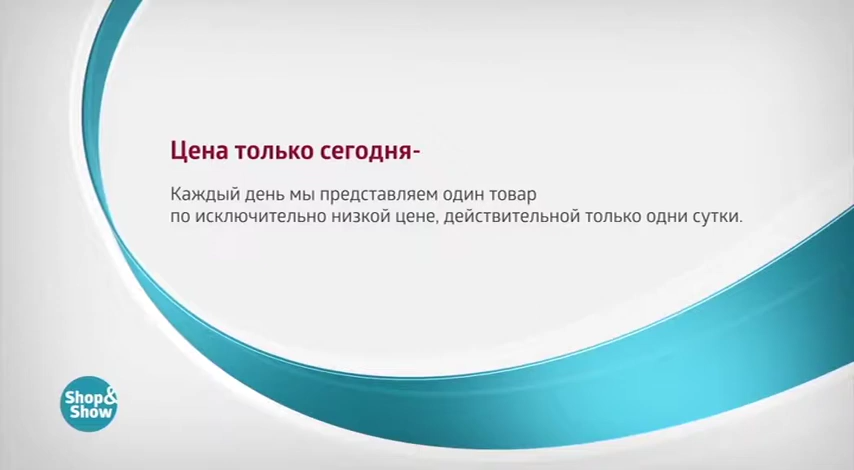 Цена только сегодня-
Каждый день мы представляем один товар
по исключительно низкой цене, действительной только одни сутки.
Shop&
Show